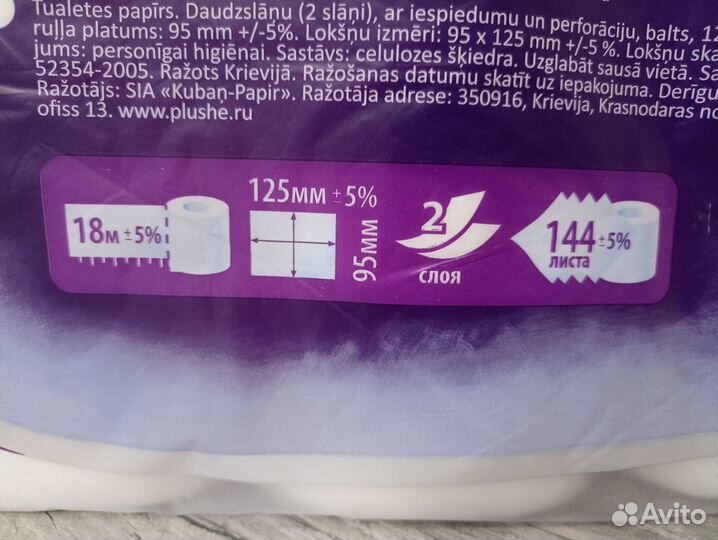 Tualetes papīrs. Daudzslāņu (2 slāņi), ar iespiedumu un perforāciju, balts,
ruļļa platums: 95 mm +/-5%. Lokšņu izmēri: 95 x 125 mm +/-5 %. Lokšņu
jums: personīgai higiēnai. Sastāvs: celulozes šķiedra. Uzglabāt sausā vietā.
52354-2005. Ražots Krievijā. Ražošanas datumu skatīt uz iepakojuma.
Ražotājs: SIA «Kubaņ-Papir». Ražotāja adrese: 350916, Krievija, Krasnodaras
ofiss 13. www.plushe.ru
18м ±5%
125мм ±5%
95мм
2
слоя
144 ±5%
листа
Avito